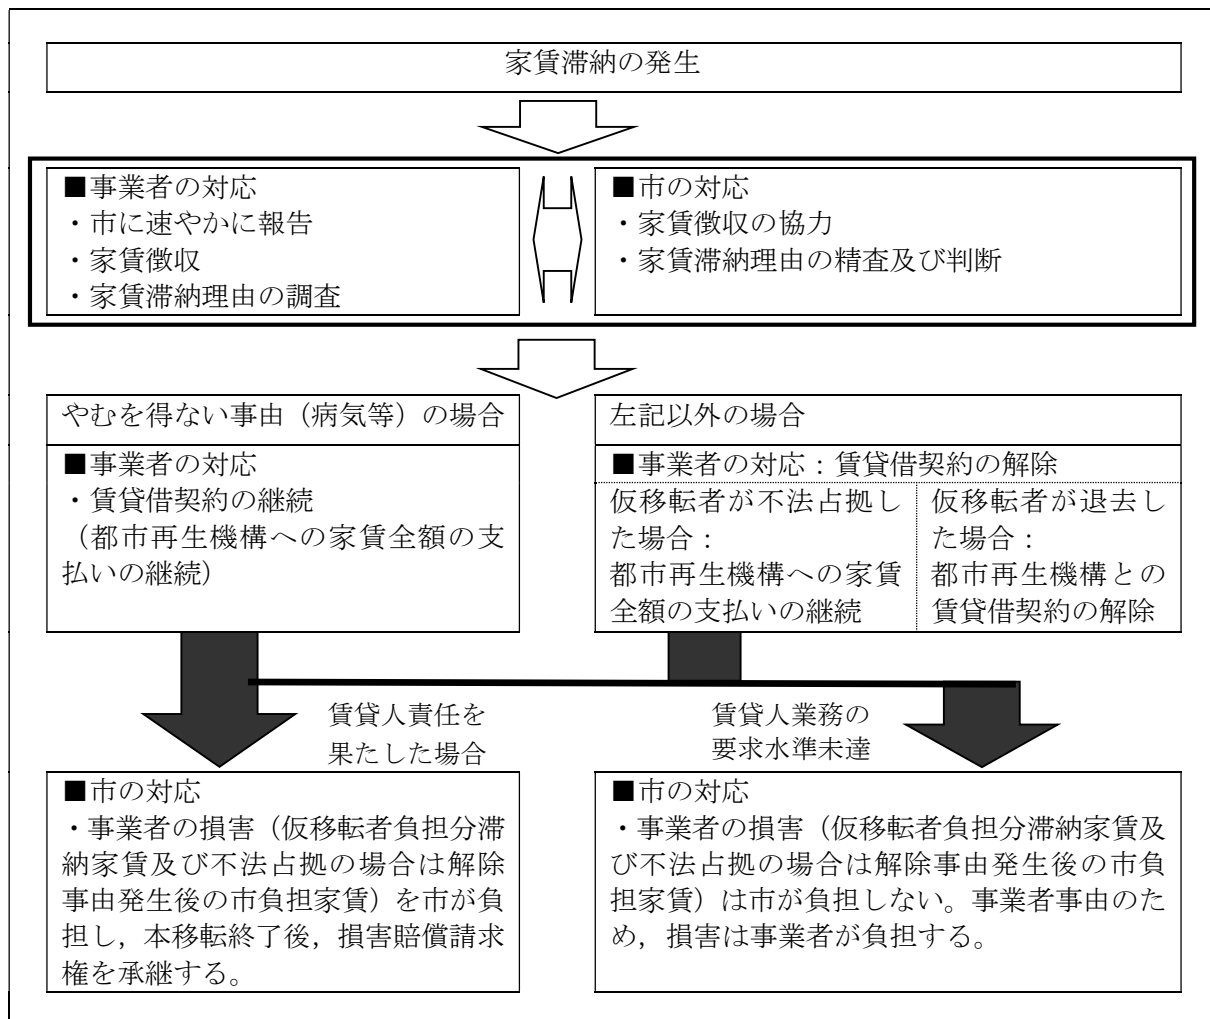 家賃滞納の発生
■事業者の対応
・市に速やかに報告
・家賃徴収
・家賃滞納理由の調査
■市の対応
・家賃徴収の協力
・家賃滞納理由の精査及び判断
やむを得ない事由（病気等）の場合
■事業者の対応
・賃貸借契約の継続
（都市再生機構への家賃全額の支
払いの継続）
左記以外の場合
■事業者の対応：賃貸借契約の解除
仮移転者が不法占拠し
た場合：
都市再生機構への家賃
全額の支払いの継続
仮移転者が退去し
た場合：
都市再生機構との
賃貸借契約の解除
賃貸人責任を
果たした場合
賃貸人業務の
要求水準未達
■市の対応
・事業者の損害（仮移転者負担分滞
納家賃及び不法占拠の場合は解除
事由発生後の市負担家賃）を市が負
担し，本移転終了後，損害賠償請求
権を承継する。
■市の対応
・事業者の損害（仮移転者負担分滞納家賃及
び不法占拠の場合は解除事由発生後の市負
担家賃）は市が負担しない。事業者事由のた
め，損害は事業者が負担する。